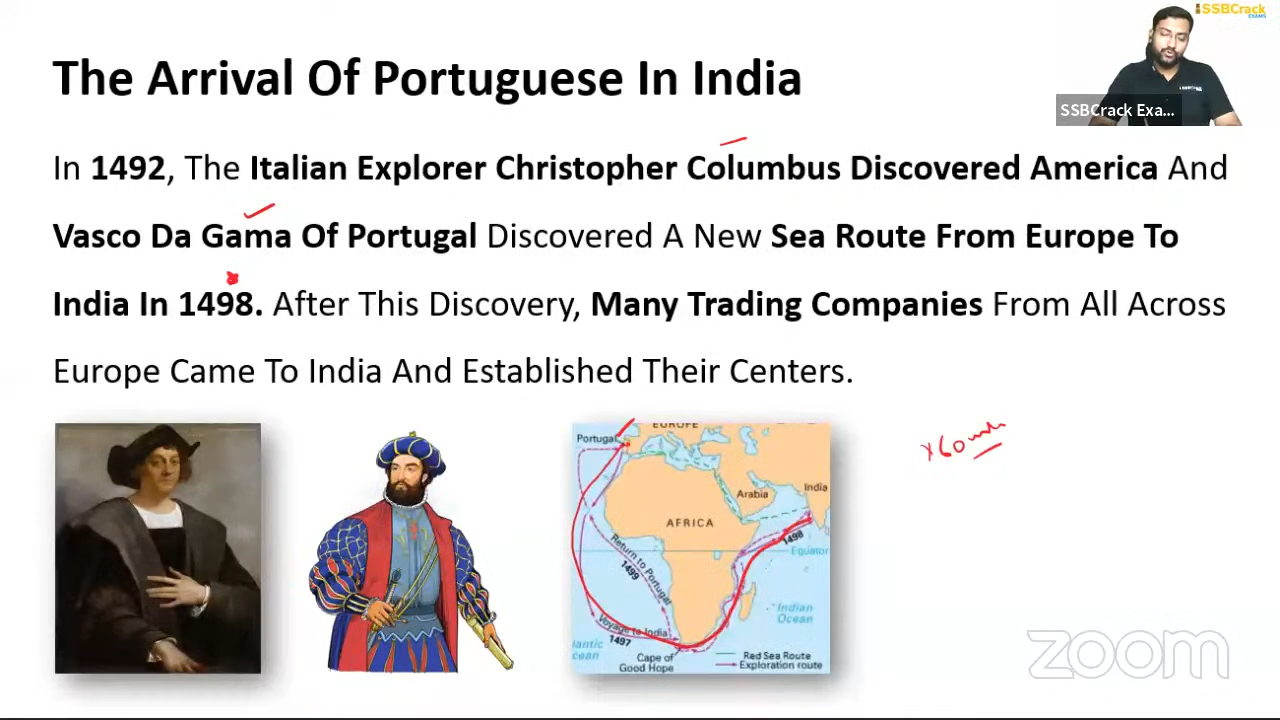 SSBCrack
EXAMS
The Arrival Of Portuguese In India
SSBCrack Exa...
In 1492, The Italian Explorer Christopher Columbus Discovered America And
Vasco Da Gama Of Portugal Discovered A New Sea Route From Europe To
India In 1498. After This Discovery, Many Trading Companies From All Across
Europe Came To India And Established Their Centers.
EUROPE
Portugal
Arabia
India
AFRICA
1498
Equator
Return to Portugal
1499
Indian
Ocean
Voyage to India
1497
lantic
cean
Cape of
Good Hope
Red Sea Route
Exploration route
zoom